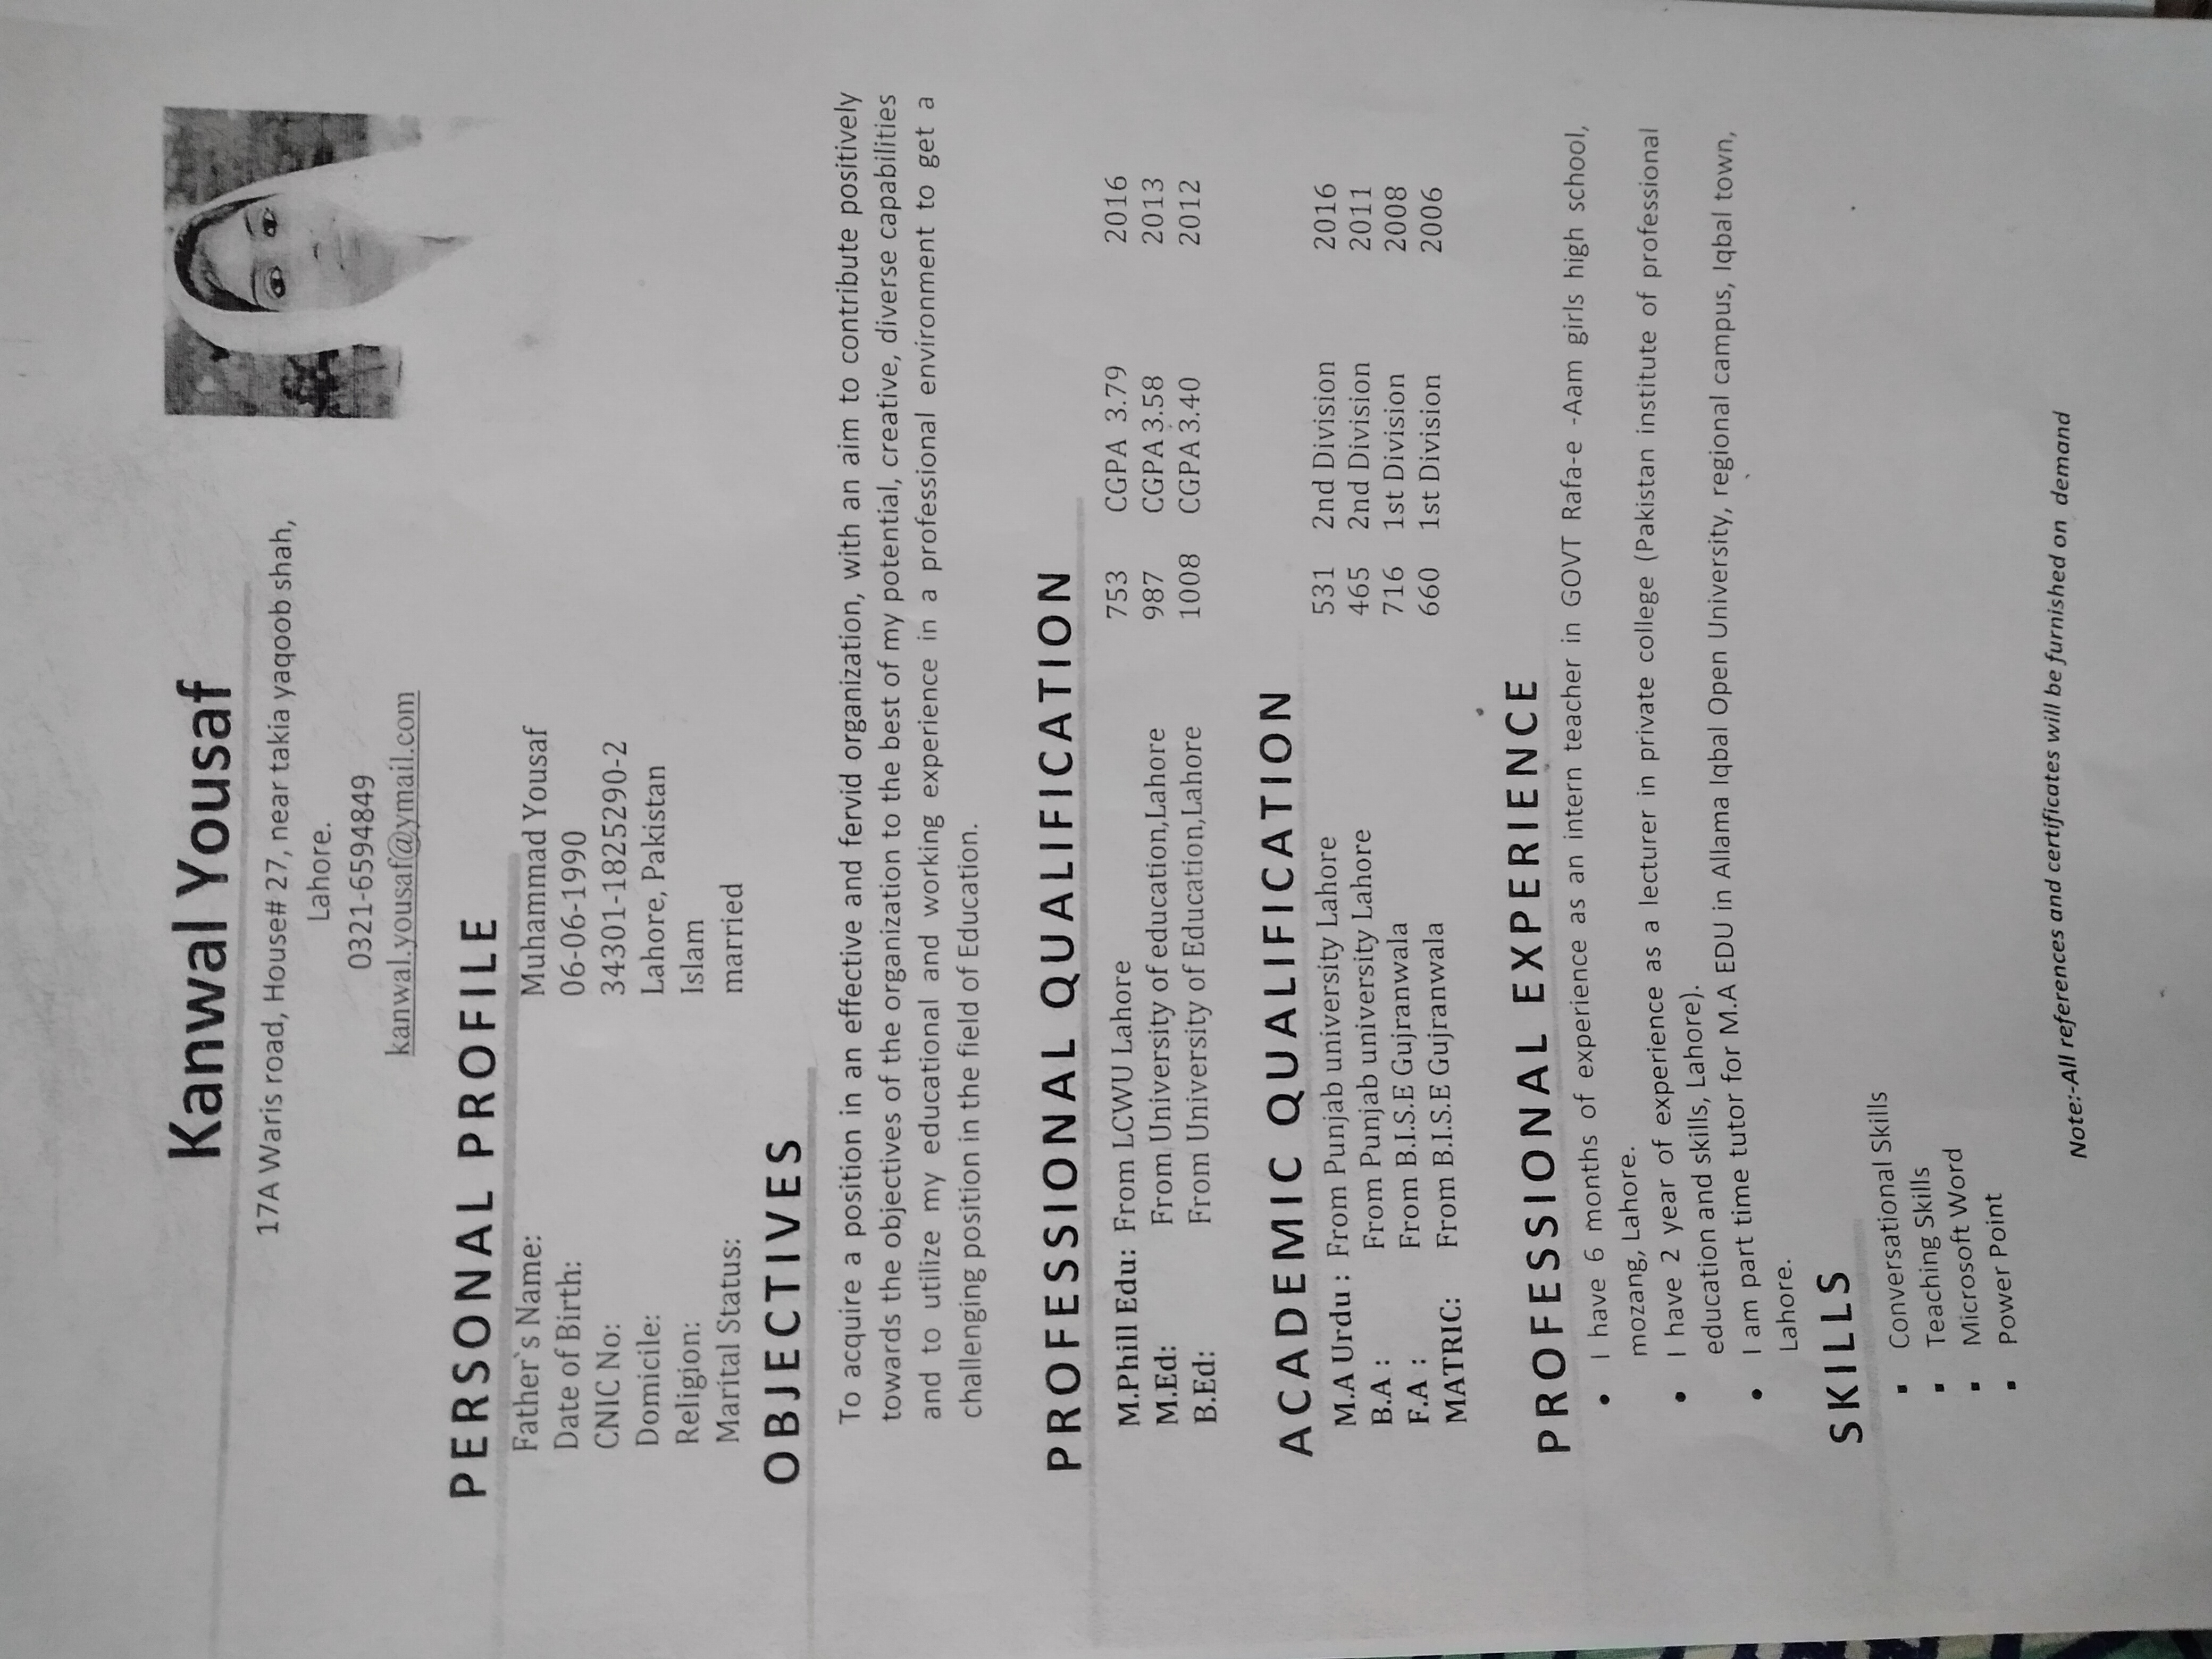 Kanwal Yousaf
17A Waris road, House# 27, near takia yaqoob shah,
Lahore.
0321-6594849
kanwal.yousaf@ymail.com
PERSONAL PROFILE
Father`s Name: Muhammad Yousaf
Date of Birth: 06-06-1990
CNIC No: 34301-1825290-2
Domicile: Lahore, Pakistan
Religion: Islam
Marital Status: married
OBJECTIVES
To acquire a position in an effective and fervid organization, with an aim to contribute positively
towards the objectives of the organization to the best of my potential, creative, diverse capabilities
and to utilize my educational and working experience in a professional environment to get a
challenging position in the field of Education.
PROFESSIONAL QUALIFICATION
M.Phill Edu: From LCWU Lahore 753 CGPA 3.79 2016
M.Ed: From University of education,Lahore 987 CGPA 3.58 2013
B.Ed: From University of Education,Lahore 1008 CGPA 3.40 2012
ACADEMIC QUALIFICATION
M.A Urdu : From Punjab university Lahore 531 2nd Division 2016
B.A : From Punjab university Lahore 465 2nd Division 2011
F.A : From B.I.S.E Gujranwala 716 1st Division 2008
MATRIC: From B.I.S.E Gujranwala 660 1st Division 2006
PROFESSIONAL EXPERIENCE
• I have 6 months of experience as an intern teacher in GOVT Rafa-e -Aam girls high school,
mozang, Lahore.
• I have 2 year of experience as a lecturer in private college (Pakistan institute of professional
education and skills, Lahore).
• I am part time tutor for M.A EDU in Allama Iqbal Open University, regional campus, Iqbal town,
Lahore.
SKILLS
▪ Conversational Skills
▪ Teaching Skills
▪ Microsoft Word
▪ Power Point
Note:-All references and certificates will be furnished on demand